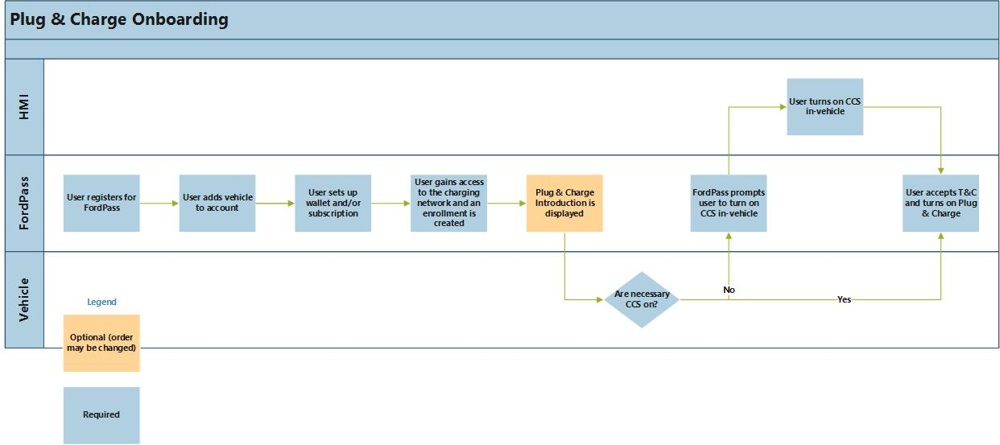 Plug & Charge Onboarding
HMI
User turns on CCS
in-vehicle
FordPass
User registers for
FordPass
User adds vehicle
to account
User sets up
wallet and/or
subscription
User gains access
to the charging
network and an
enrollment is
created
Plug & Charge
Introduction is
displayed
FordPass prompts
user to turn on
CCS in-vehicle
User accepts T&C
and turns on Plug
& Charge
Vehicle
Are necessary
CCS on?
No
Yes
Legend
Optional (order
may be changed)
Required